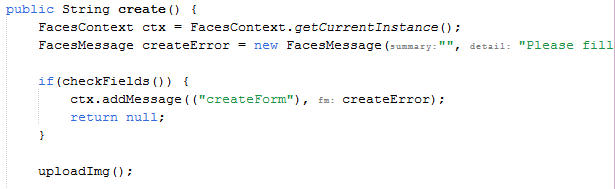 public String create() {
FacesContext ctx = FacesContext.getCurrentInstance();
FacesMessage createError = new FacesMessage(summary:"", detail: "Please fill
if(checkFields()) {
ctx.addMessage(("createForm"), fm: createError);
return null;
}
uploadImg();